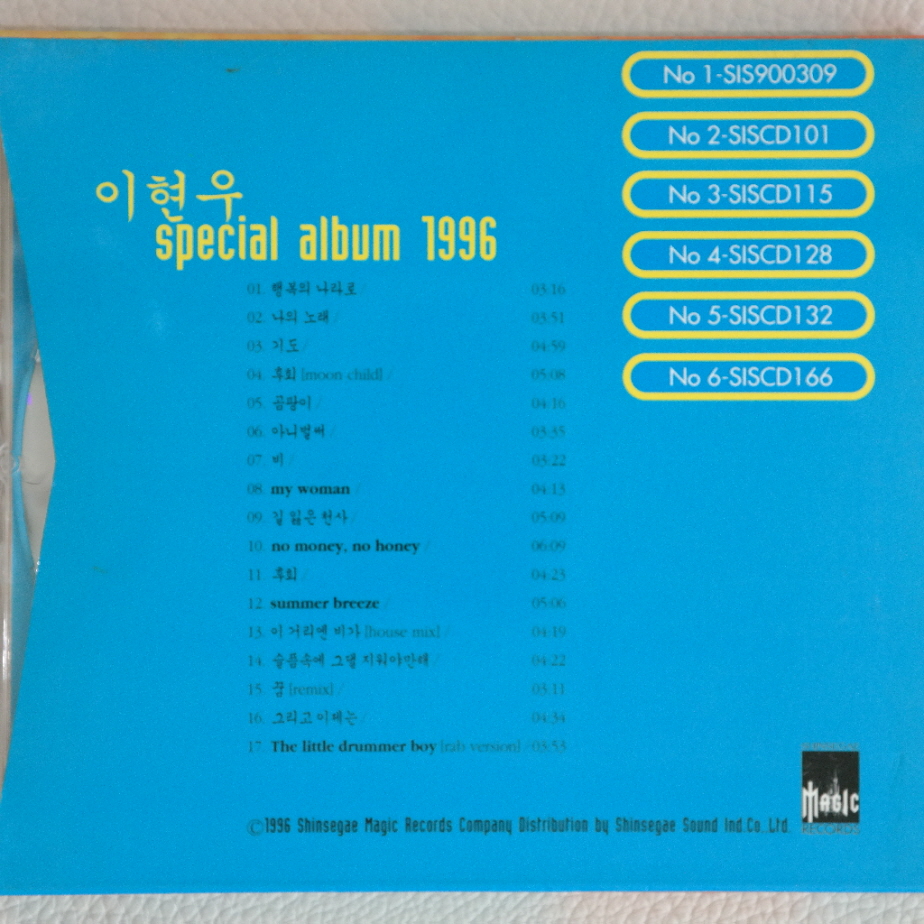 No 1-SIS900309
No 2-SISCD101
No 3-SISCD115
No 4-SISCD128
No 5-SISCD132
No 6-SISCD166
이현우
special album 1996
01. 행복의 나라로 / 03:16
02. 나의 노래 / 03:51
03. 기도 / 04:59
04. 후회 [moon child] / 05:08
05. 곰팡이 / 04:16
06. 아니벌써 / 03:35
07. 비 / 03:22
08. my woman / 04:13
09. 길 잃은 천사 / 05:09
10. no money, no honey / 06:09
11. 후회 / 04:23
12. summer breeze / 05:06
13. 이 거리엔 비가 [house mix] / 04:19
14. 슬픔속에 그댈 지워야만해 / 04:22
15. 꿈 [remix] / 03:11
16. 그리고 이제는 / 04:34
17. The little drummer boy [r&b version] / 03:53
©1996 Shinsegae Magic Records Company Distribution by Shinsegae Sound Ind.Co.,Ltd.
MAGIC
RECORDS